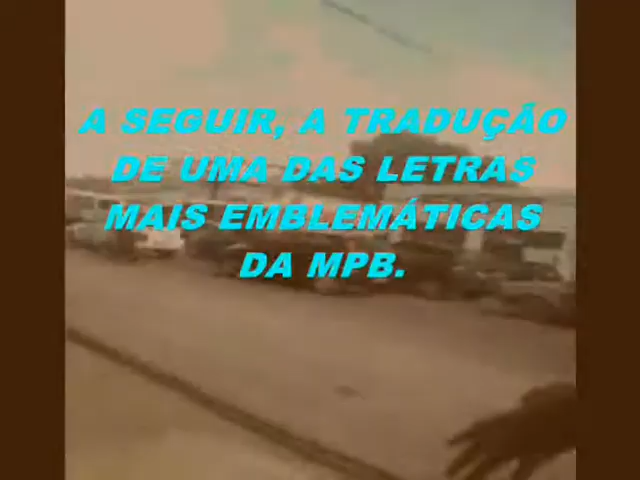 A SEGUIR, A TRADUÇÃO
DE UMA DAS LETRAS
MAIS EMBLEMÁTICAS
DA MPB.